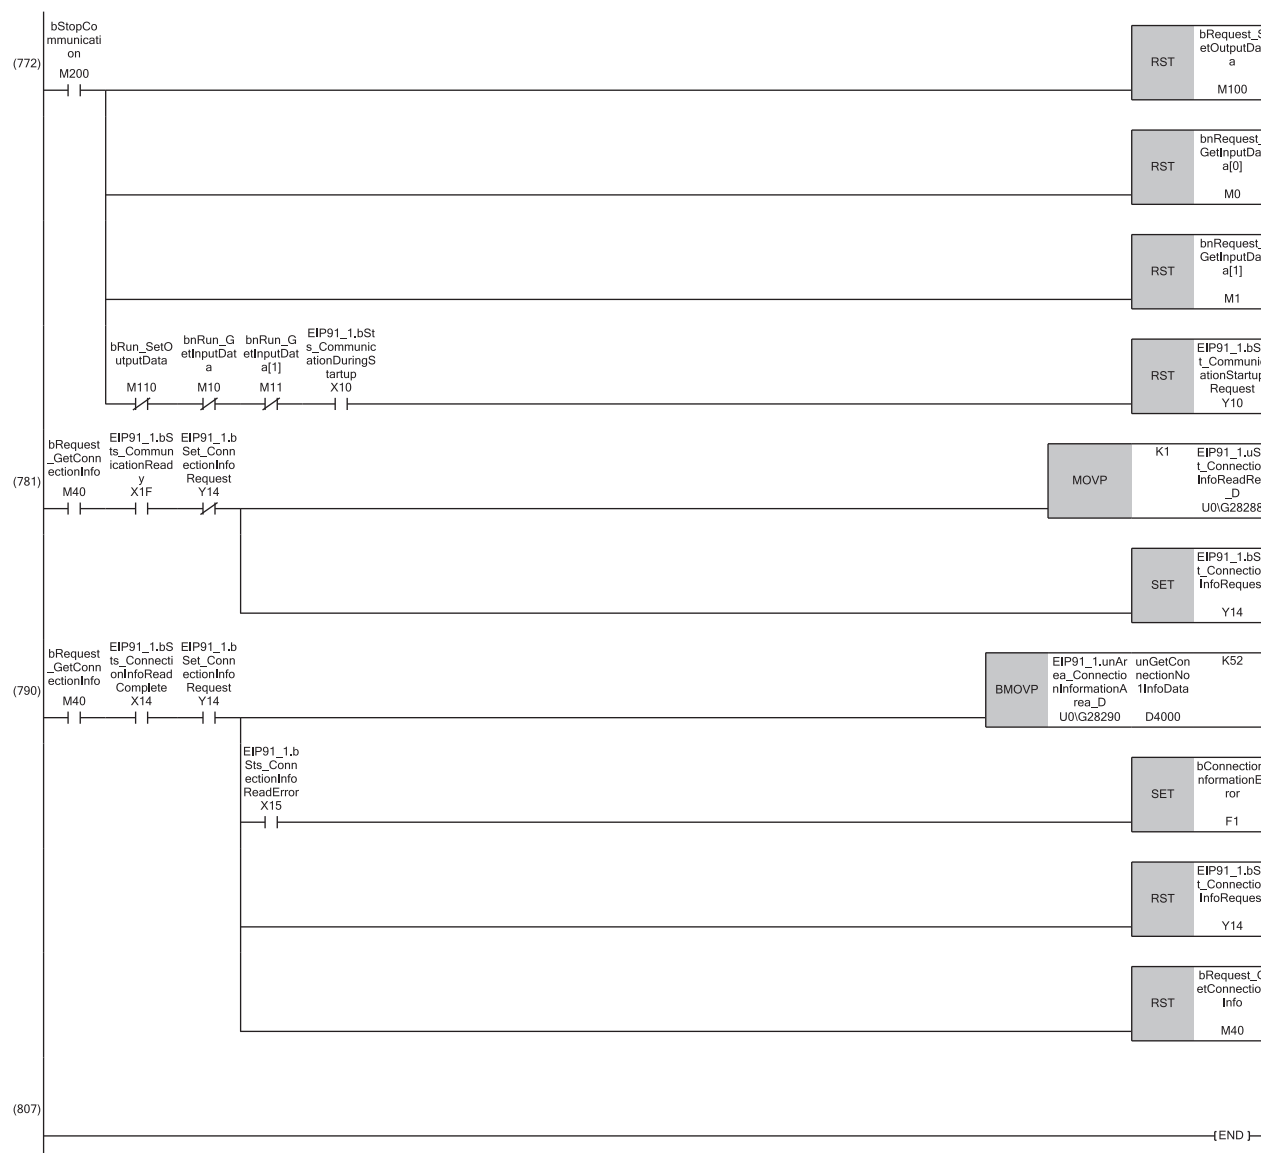 bStopCo
mmunicati
on
(772)
M200
RST
bRequest_S
etOutputDa
a
M100
RST
bnRequest_
GetInputDa
a[0]
M0
RST
bnRequest_
GetInputDa
a[1]
M1
bRun_SetO
utputData
M110
bnRun_G
etInputDat
a
M10
bnRun_G
etInputDat
a[1]
M11
EIP91_1.bSt
s_Communic
ationDuringS
tartup
X10
RST
EIP91_1.bS
t_Communi
ationStartup
Request
Y10
(781)
bRequest
_GetConn
ectionInfo
M40
EIP91_1.bS
ts_Commun
icationRead
y
X1F
EIP91_1.b
Set_Conn
ectionInfo
Request
Y14
MOVP
K1
EIP91_1.uS
t_Connectio
InfoReadRe
_D
U0\G28288
SET
EIP91_1.bS
t_Connectio
InfoReques
Y14
(790)
bRequest
_GetConn
ectionInfo
M40
EIP91_1.bS
ts_Connecti
onInfoRead
Complete
X14
EIP91_1.b
Set_Conn
ectionInfo
Request
Y14
BMOVP
EIP91_1.unAr
ea_Connectio
nInformationA
rea_D
U0\G28290
unGetCon
nectionNo
1InfoData
D4000
K52
EIP91_1.b
Sts_Conn
ectionInfo
ReadError
X15
SET
bConnection
nformationE
ror
F1
RST
EIP91_1.bS
t_Connectio
InfoReques
Y14
RST
bRequest_G
etConnectio
Info
M40
(807)
[END]